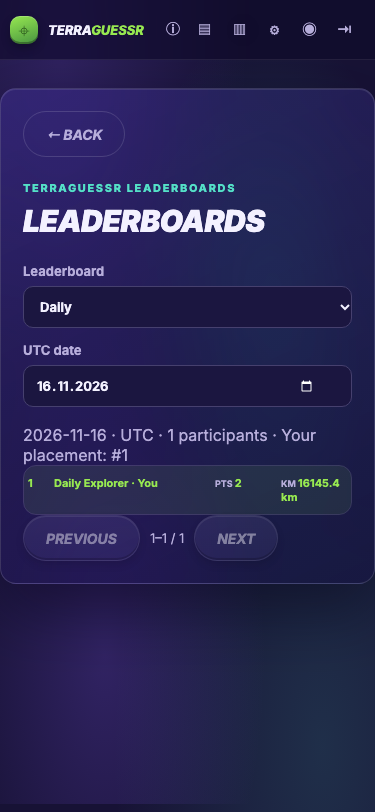 TERRAGUESSR
← BACK
TERRAGUESSR LEADERBOARDS
LEADERBOARDS
Leaderboard
Daily
UTC date
16.11.2026
2026-11-16 · UTC · 1 participants · Your
placement: #1
1 Daily Explorer · You PTS 2 KM 16145.4
km
PREVIOUS 1–1 / 1 NEXT